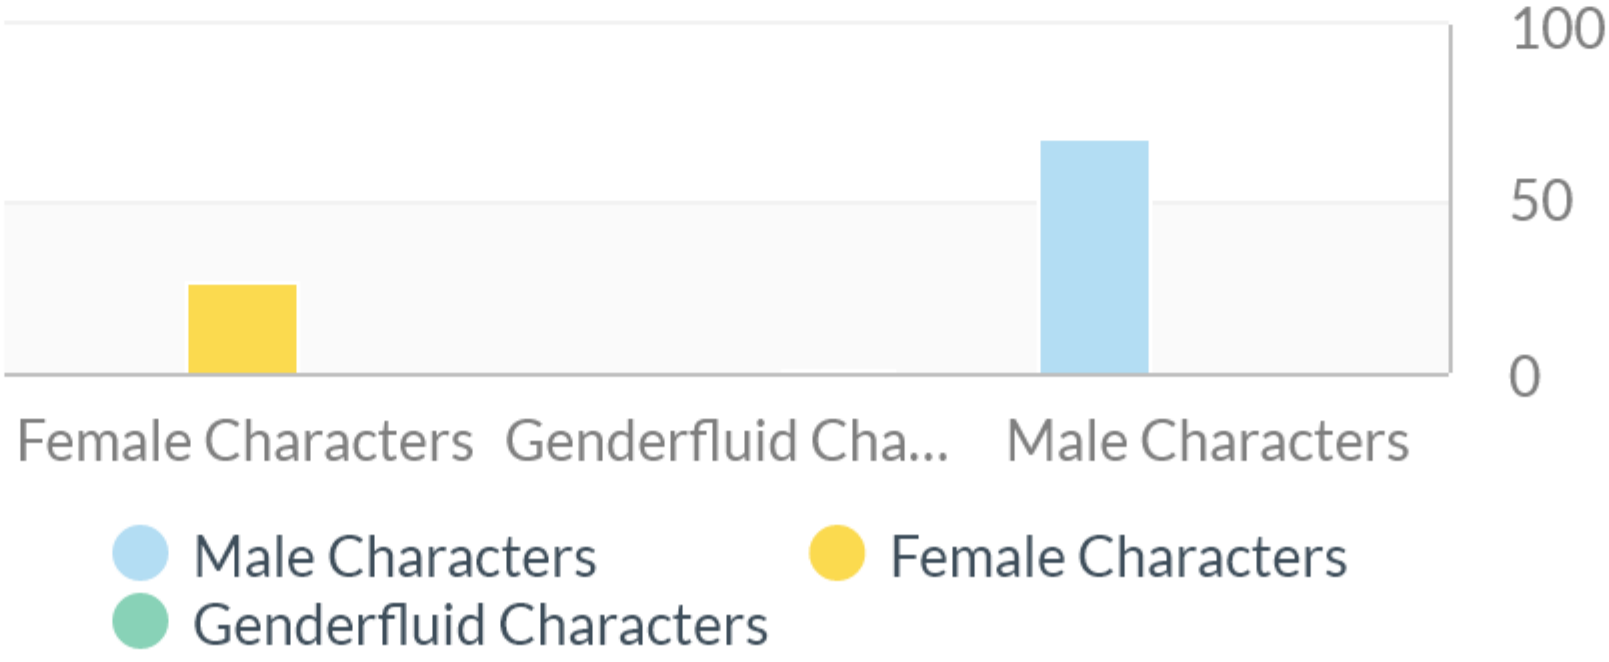 100
50
0
Female Characters Genderfluid Cha... Male Characters
Male Characters Female Characters
Genderfluid Characters